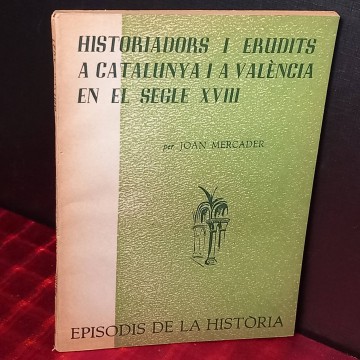 HISTORIADORS I ERUDITS
A CATALUNYA I A VALÈNCIA
EN EL SEGLE XVIII
per JOAN MERCADER
EPISODIS DE LA HISTÒRIA